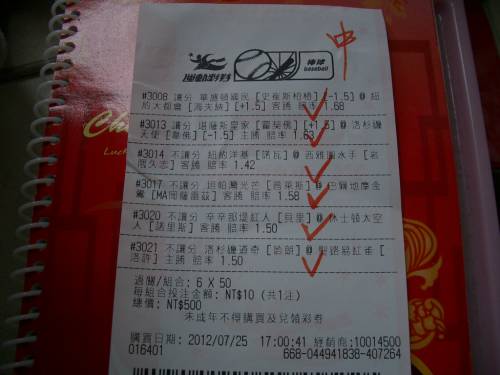 運動彩券
棒球
baseball
中
#3008 讓分 華盛頓國民 [史崔斯柏格] [-1.5] @ 紐
約大都會 [海夫納] [+1.5] 客勝 賠率 1.68
#3013 讓分 堪薩斯皇家 [霍契佛] [+1.5] @ 洛杉磯
天使 [韋佛] [-1.5] 主勝 賠率 1.63
#3014 不讓分 紐約洋基 [諾瓦] @ 西雅圖水手 [岩
隈久志] 客勝 賠率 1.42
#3017 不讓分 坦帕灣光芒 [普萊斯] @ 巴爾地摩金
鶯 [MA岡薩雷茲] 客勝 賠率 1.58
#3020 不讓分 辛辛那堤紅人 [貝里] @ 休士頓太空
人 [諾里斯] 客勝 賠率 1.50
#3021 不讓分 洛杉磯道奇 [哈朗] @ 聖路易紅雀 [
洛許] 主勝 賠率 1.50
過關/組合: 6 X 50
每組合投注金額: NT$10 (共1注)
總價: NT$500
未成年不得購買及兌領彩券
購買日期: 2012/07/25 17:00:41 經銷商:10014500
016401 668-044941838-407264
Ch
Luck